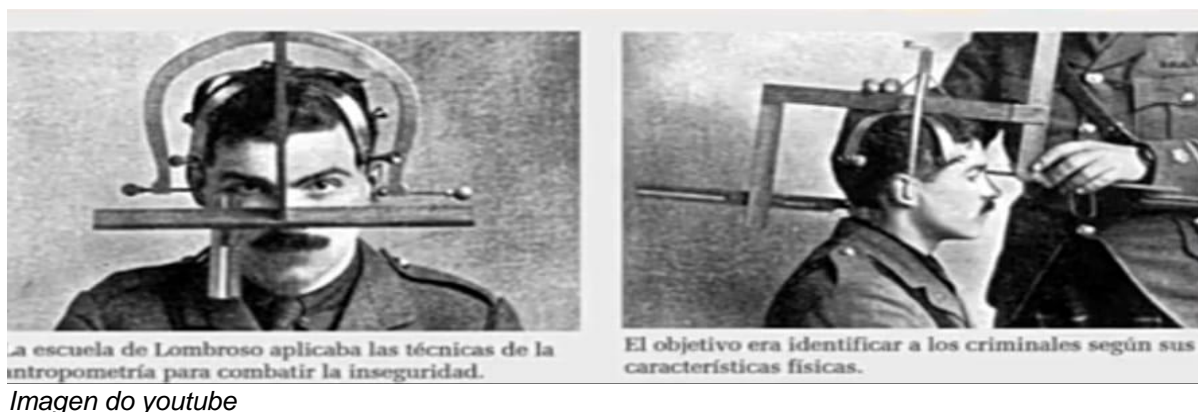 La escuela de Lombroso aplicaba las técnicas de la
antropometría para combatir la inseguridad.
El objetivo era identificar a los criminales según sus
características físicas.
Imagen do youtube